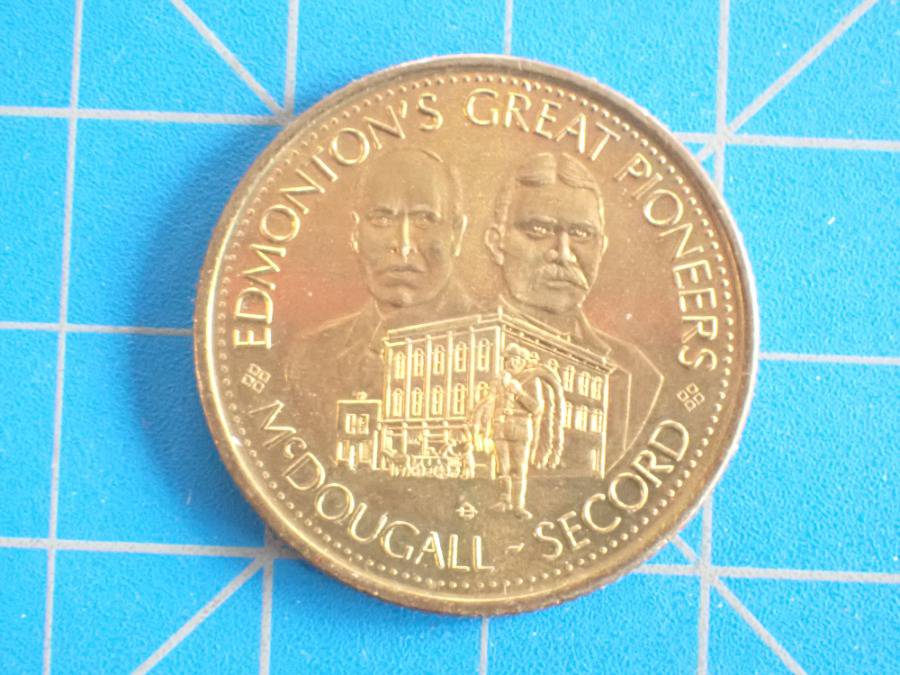 EDMONTON'S GREAT PIONEERS
McDOUGALL ~ SECORD